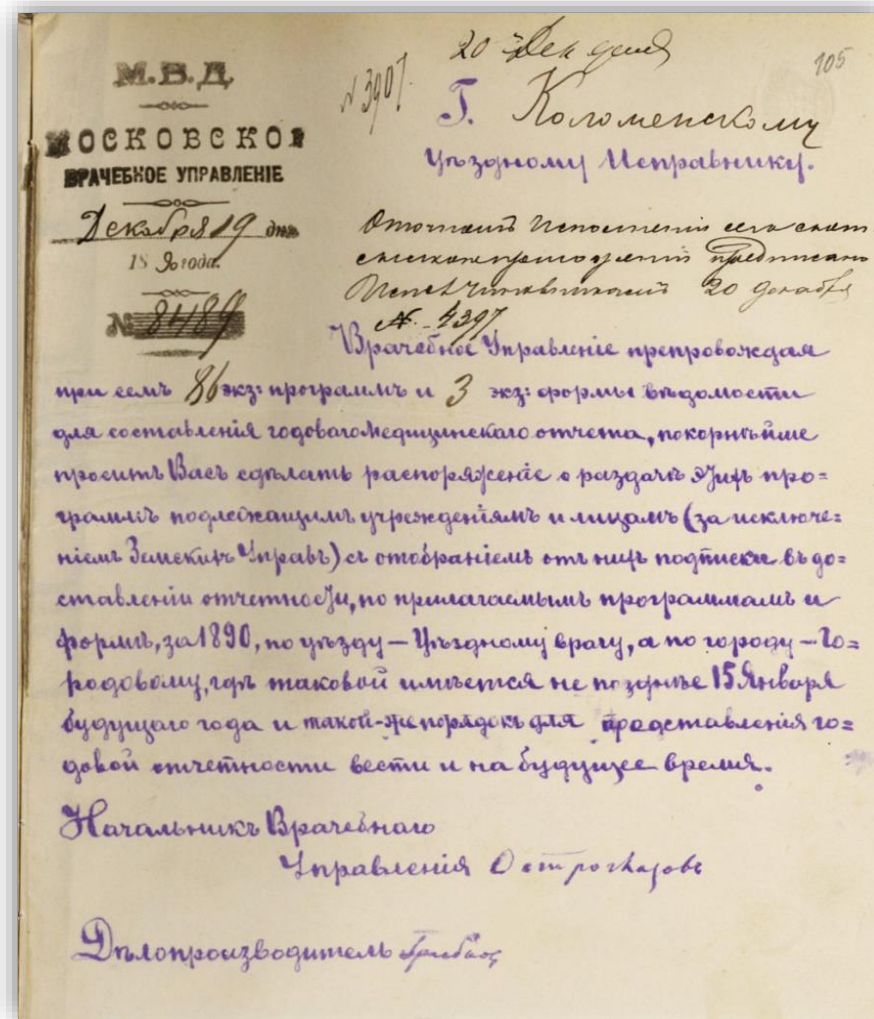 105
20 Дек
М.В.Д.
МОСКОВСКОЕ
ВРАЧЕБНОЕ УПРАВЛЕНІЕ
Декабря 19 дня
1890 года.
№ 8489
N 3907
Г. Коломенскому
Уѣздному Исправнику.
20 декабря
№ 4397
Врачебное Управленіе препровождая
при семъ 86 экз: программъ и 3 экз: формы вѣдомости
для составленія годоваго Медицинскаго отчета, покорнѣйше
проситъ Васъ сдѣлать распоряженіе о раздачѣ этихъ про=
граммъ подлежащимъ учрежденіямъ и лицамъ (за исключе=
ніемъ Земскихъ Управъ) съ отобраніемъ отъ нихъ подписки въ до=
ставленіи отчетности, по прилагаемымъ программамъ и
формѣ, за 1890, по уѣзду — Уѣздному врачу, а по городу — Го=
родовому, гдѣ таковой имѣется не позднѣе 15 Января
будущаго года и такой-же порядокъ для представленія го=
довой отчетности вести и на будущее время.
Начальникъ Врачебнаго
Управленія
Дѣлопроизводитель